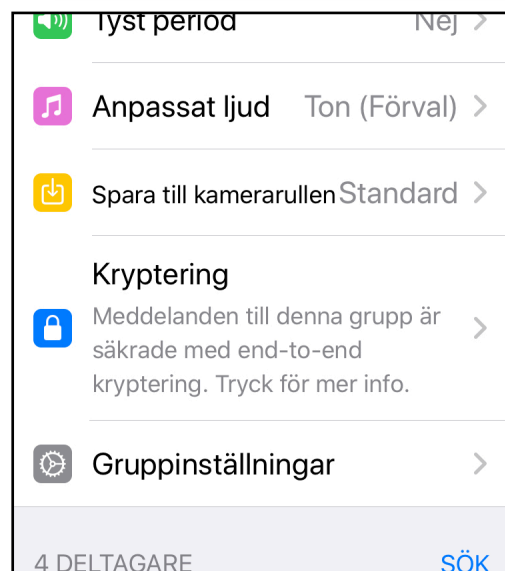 Tyst period Nej
Anpassat ljud Ton (Förval)
Spara till kamerarullen Standard
Kryptering
Meddelanden till denna grupp är
säkrade med end-to-end
kryptering. Tryck för mer info.
Gruppinställningar
4 DELTAGARE SÖK